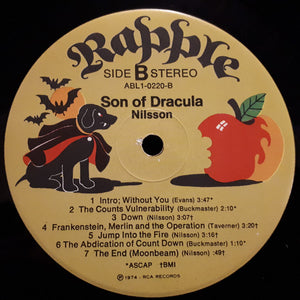 Rapple
SIDE B STEREO
ABL1-0220-B
Son of Dracula
Nilsson
1 Intro; Without You (Evans) 3:47*
2 The Counts Vulnerability (Buckmaster) 2:10*
3 Down (Nilsson) 3:07†
4 Frankenstein, Merlin and the Operation (Taverner) 2:20†
5 Jump Into the Fire (Nilsson) 3:16†
6 The Abdication of Count Down (Buckmaster) 1:10*
7 The End (Moonbeam) (Nilsson) :49†
*ASCAP †BMI
℗ 1974 - RCA RECORDS